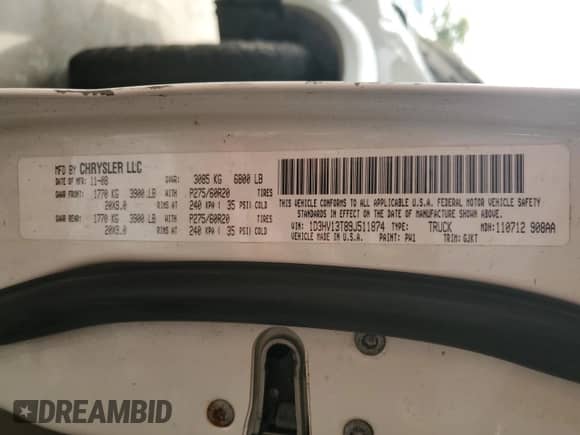 MFD BY CHRYSLER LLC
DATE OF MFR 11-08 GVWR: 3085 KG 6800 LB
GAWR FRONT: 1770 KG 3900 LB WITH P275/60R20 TIRES
20X9.0 RIMS AT 240 KPA ( 35 PSI) COLD
GAWR REAR: 1770 KG 3900 LB WITH P275/60R20 TIRES
20X9.0 RIMS AT 240 KPA ( 35 PSI) COLD
THIS VEHICLE CONFORMS TO ALL APPLICABLE U.S.A. FEDERAL MOTOR VEHICLE SAFETY
STANDARDS IN EFFECT ON THE DATE OF MANUFACTURE SHOWN ABOVE.
VIN: 1D3HV13T89J511874 TYPE: TRUCK MDH: 110712 908AA
VEHICLE MADE IN U.S.A. PAINT: PW1 TRIM: GJKT
DREAMBID